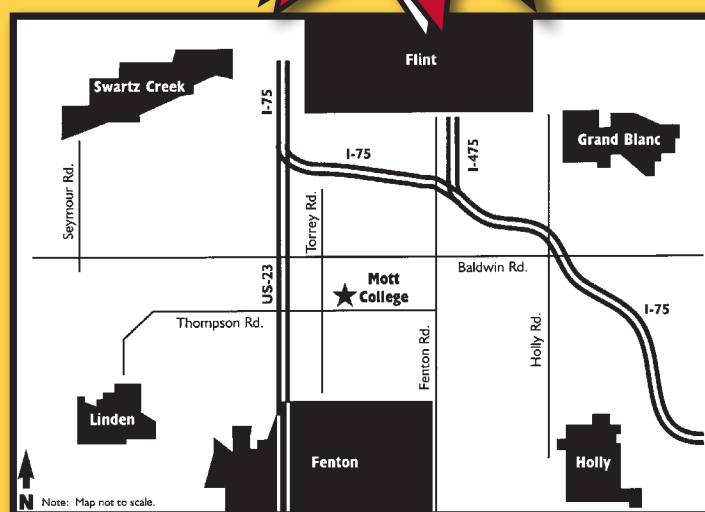 Flint
Swartz Creek
I-75
Grand Blanc
I-75
I-475
Seymour Rd.
Torrey Rd.
Baldwin Rd.
US-23
Mott
College
I-75
Thompson Rd.
Fenton Rd.
Holly Rd.
Linden
Fenton
Holly
N Note: Map not to scale.